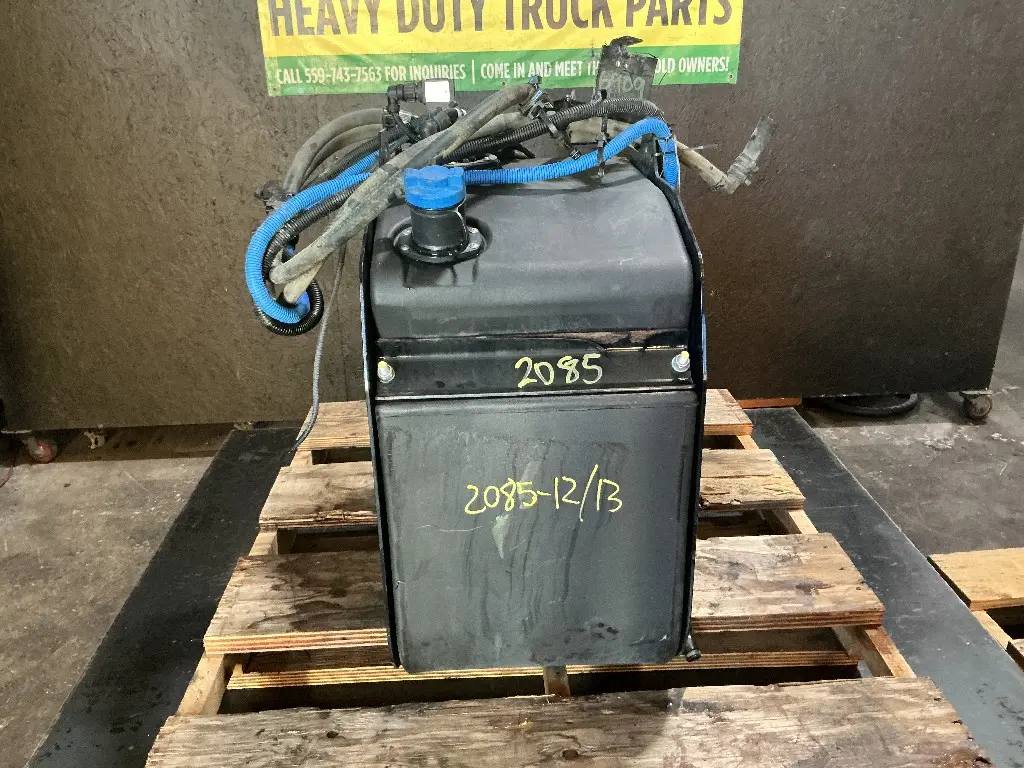 HEAVY DUTY TRUCK PARTS
CALL 559-743-7563 FOR INQUIRIES | COME IN AND MEET OLD OWNERS!
2085
2085-12/13